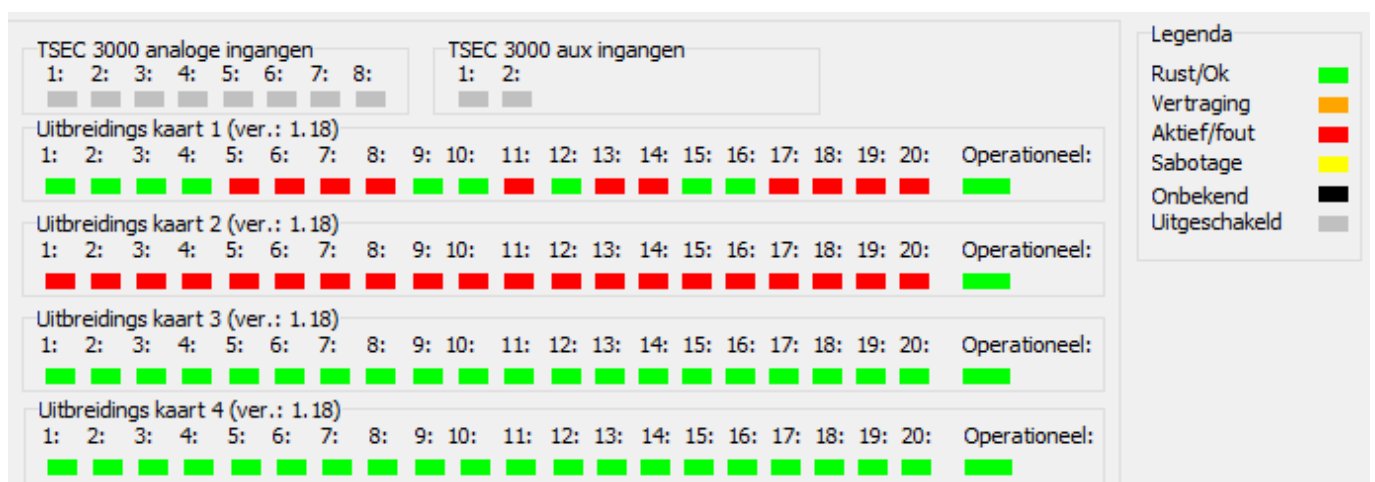 TSEC 3000 analoge ingangen
1: 2: 3: 4: 5: 6: 7: 8:
TSEC 3000 aux ingangen
1: 2:
Uitbreidings kaart 1 (ver.: 1.18)
1: 2: 3: 4: 5: 6: 7: 8: 9: 10: 11: 12: 13: 14: 15: 16: 17: 18: 19: 20: Operationeel:
Uitbreidings kaart 2 (ver.: 1.18)
1: 2: 3: 4: 5: 6: 7: 8: 9: 10: 11: 12: 13: 14: 15: 16: 17: 18: 19: 20: Operationeel:
Uitbreidings kaart 3 (ver.: 1.18)
1: 2: 3: 4: 5: 6: 7: 8: 9: 10: 11: 12: 13: 14: 15: 16: 17: 18: 19: 20: Operationeel:
Uitbreidings kaart 4 (ver.: 1.18)
1: 2: 3: 4: 5: 6: 7: 8: 9: 10: 11: 12: 13: 14: 15: 16: 17: 18: 19: 20: Operationeel:
Legenda
Rust/Ok
Vertraging
Aktief/fout
Sabotage
Onbekend
Uitgeschakeld